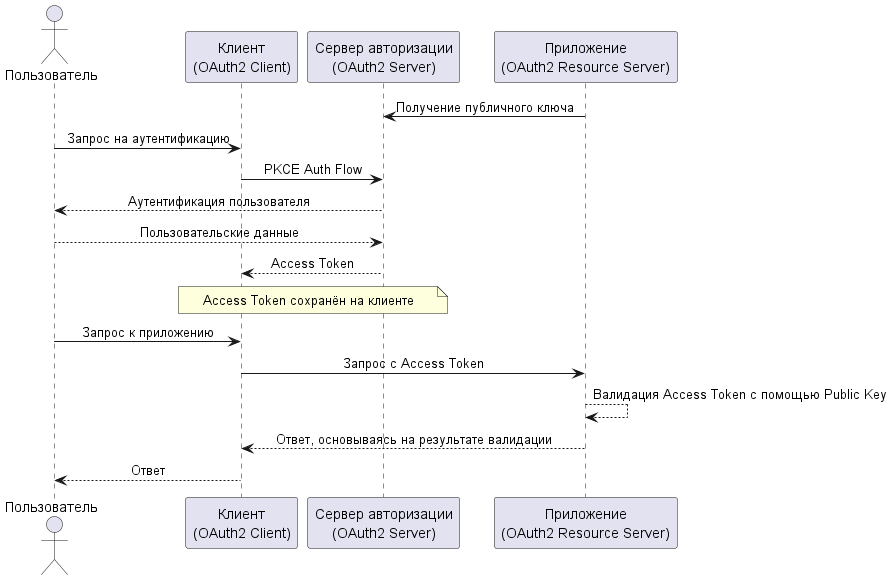 Пользователь
Клиент
(OAuth2 Client)
Сервер авторизации
(OAuth2 Server)
Приложение
(OAuth2 Resource Server)
Получение публичного ключа
Запрос на аутентификацию
PKCE Auth Flow
Аутентификация пользователя
Пользовательские данные
Access Token
Access Token сохранён на клиенте
Запрос к приложению
Запрос с Access Token
Валидация Access Token с помощью Public Key
Ответ, основываясь на результате валидации
Ответ
Пользователь
Клиент
(OAuth2 Client)
Сервер авторизации
(OAuth2 Server)
Приложение
(OAuth2 Resource Server)